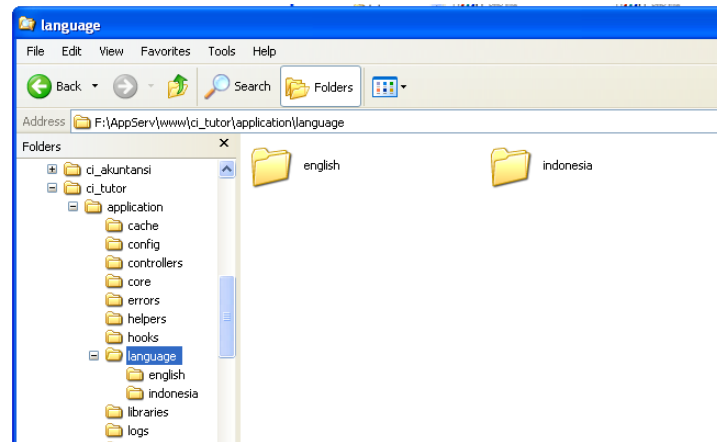 language
File Edit View Favorites Tools Help
Back Search Folders
Address F:\AppServ\www\ci_tutor\application\language
Folders
ci_akuntansi
ci_tutor
application
cache
config
controllers
core
errors
helpers
hooks
language
english
indonesia
libraries
logs
english indonesia